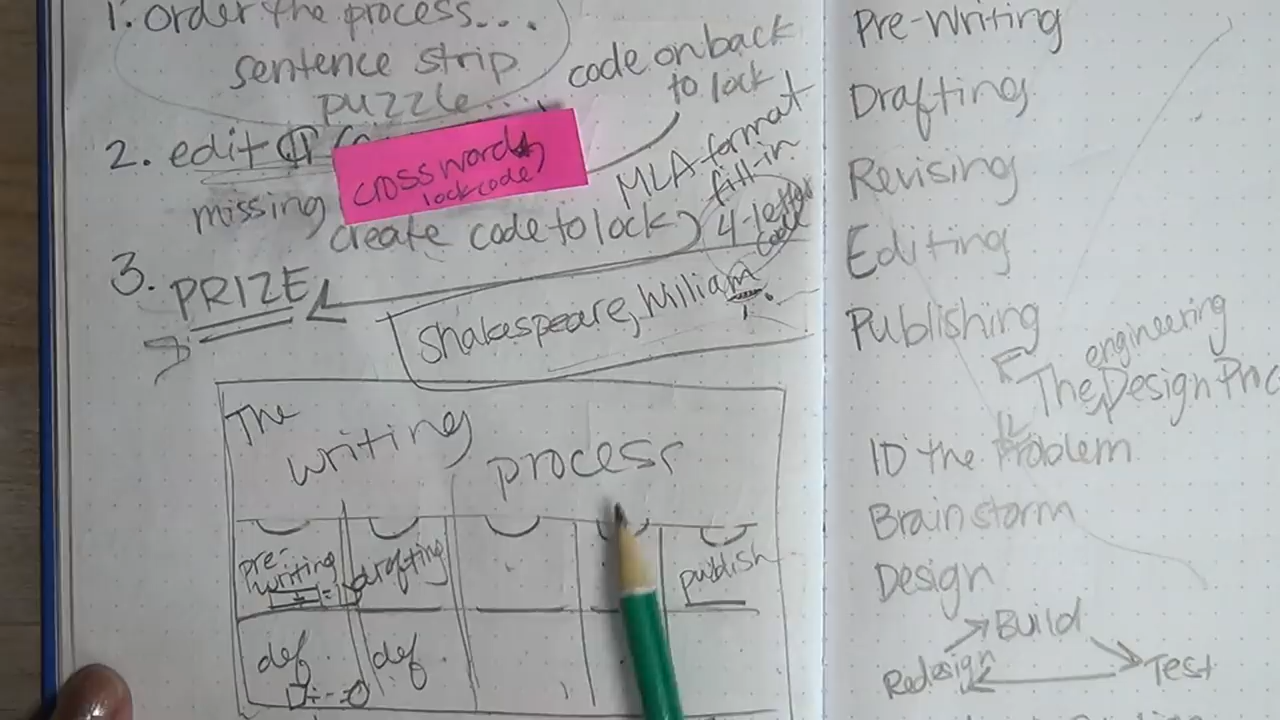 1. order the process...
sentence strip
puzzle...
code on back
to lock
2. edit
crosswords
lock code
missing
MLA format
fill-in
4-letter
code
create code to lock
3. PRIZE
Shakespeare, William
The
writing
process
pre-
writing
drafting
publish
def
def
Pre-Writing
Drafting
Revising
Editing
Publishing
engineering
The Design Proc
ID the Problem
Brainstorm
Design
Build
Redesign
Test